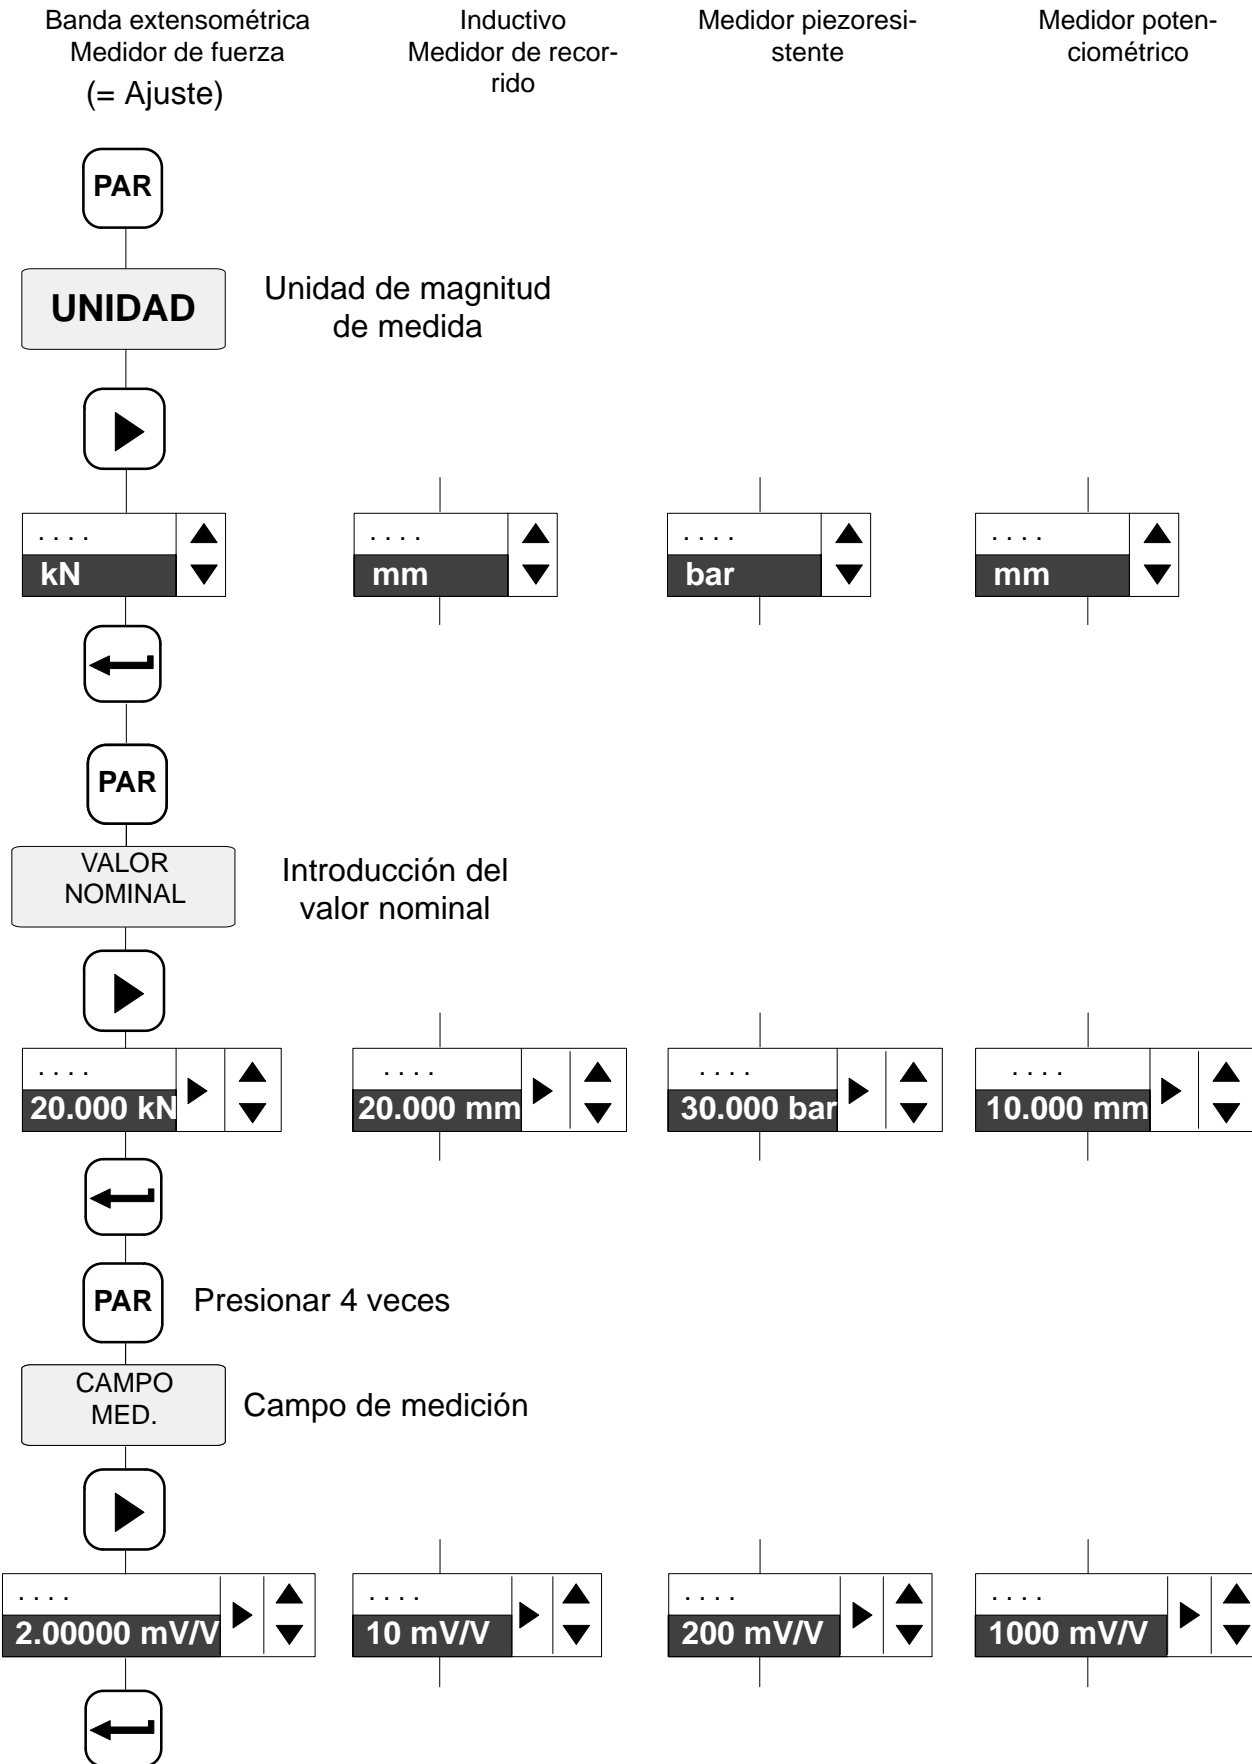 Banda extensométrica
Medidor de fuerza
(= Ajuste)
Inductivo
Medidor de recor-
rido
Medidor piezoresi-
stente
Medidor poten-
ciométrico
PAR
UNIDAD
Unidad de magnitud
de medida
. . . .
kN
. . . .
mm
. . . .
bar
. . . .
mm
PAR
VALOR
NOMINAL
Introducción del
valor nominal
. . . .
20.000 kN
. . . .
20.000 mm
. . . .
30.000 bar
. . . .
10.000 mm
PAR
Presionar 4 veces
CAMPO
MED.
Campo de medición
. . . .
2.00000 mV/V
. . . .
10 mV/V
. . . .
200 mV/V
. . . .
1000 mV/V